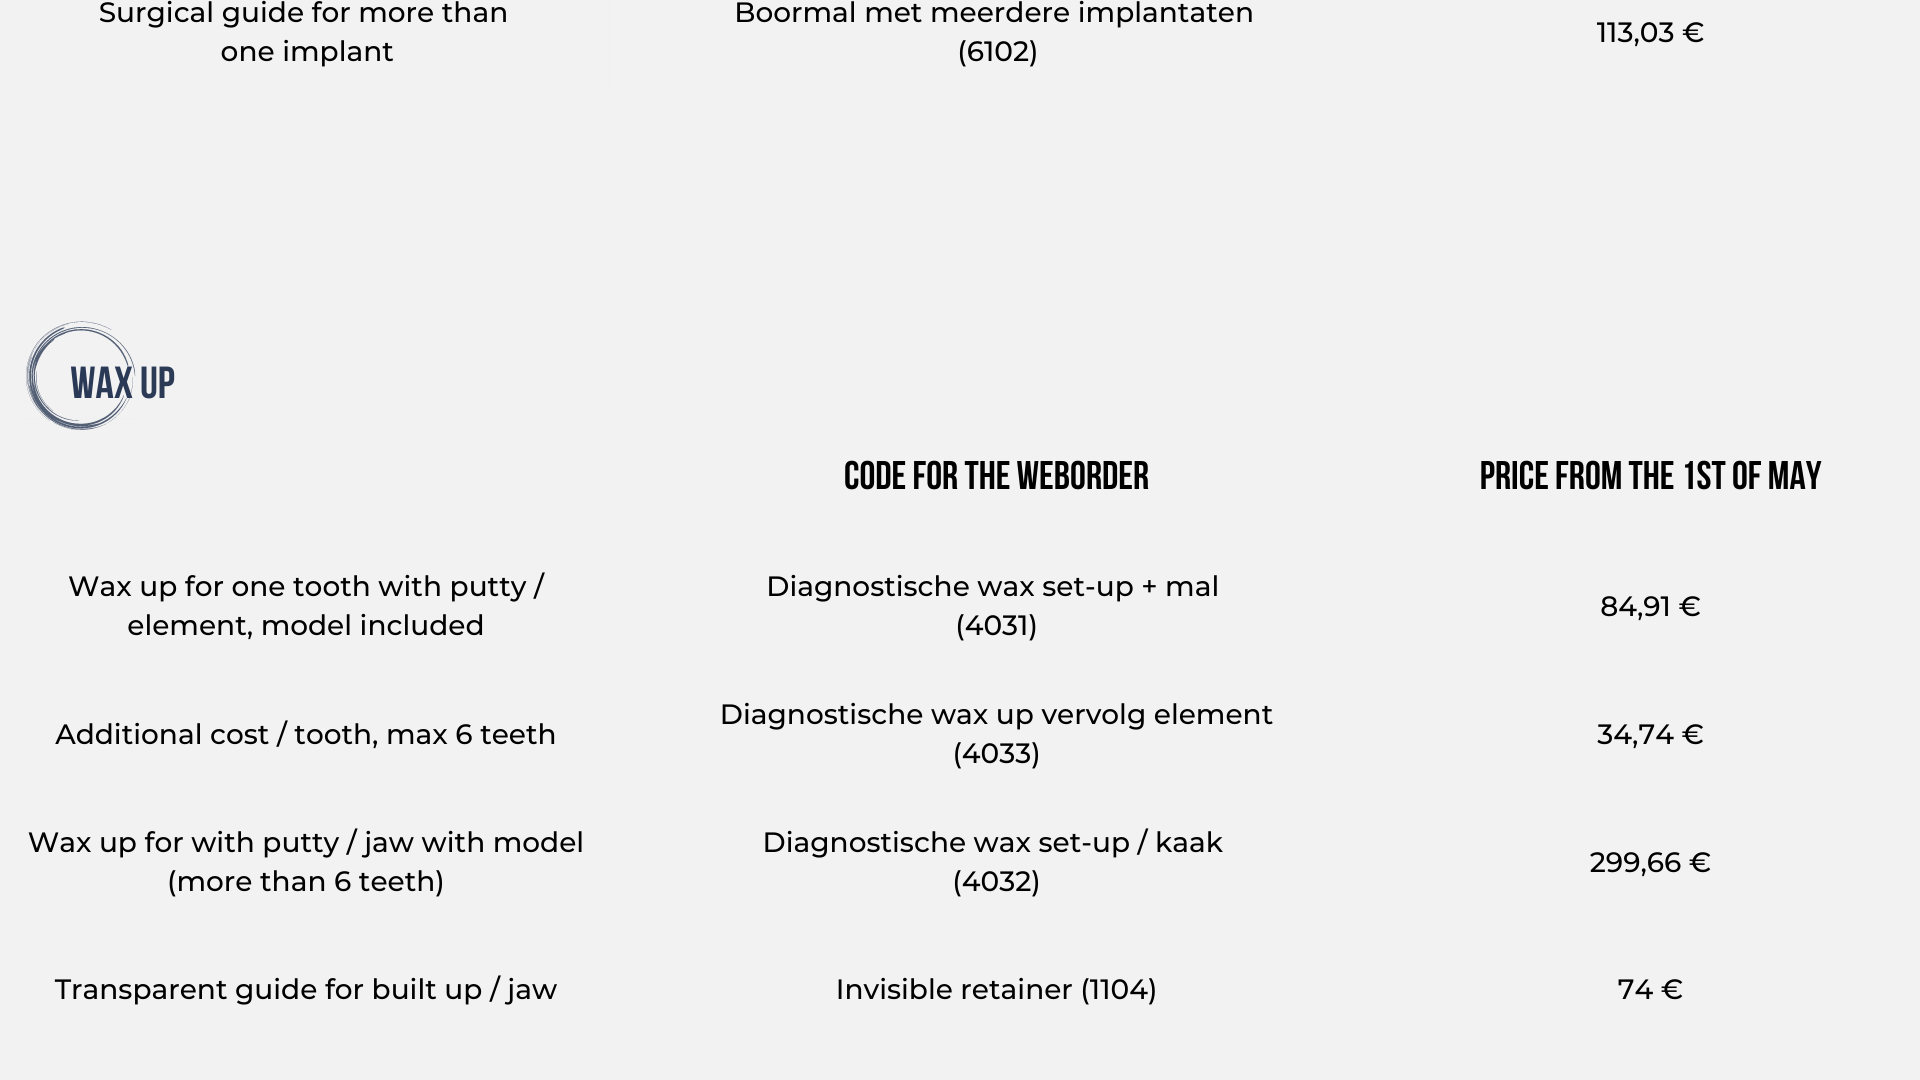 Surgical guide for more than
one implant
Boormal met meerdere implantaten
(6102)
113,03 €
WAX UP
CODE FOR THE WEBORDER
PRICE FROM THE 1ST OF MAY
Wax up for one tooth with putty /
element, model included
Diagnostische wax set-up + mal
(4031)
84,91 €
Additional cost / tooth, max 6 teeth
Diagnostische wax up vervolg element
(4033)
34,74 €
Wax up for with putty / jaw with model
(more than 6 teeth)
Diagnostische wax set-up / kaak
(4032)
299,66 €
Transparent guide for built up / jaw
Invisible retainer (1104)
74 €